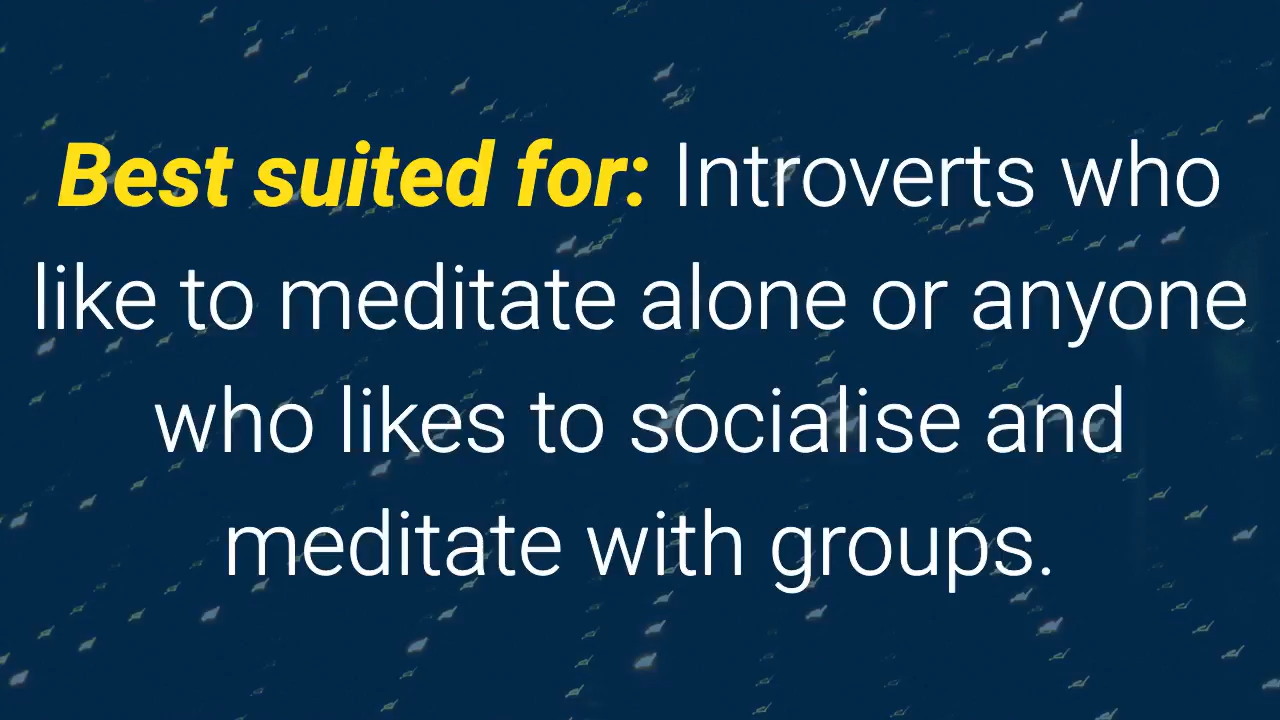 Best suited for: Introverts who
like to meditate alone or anyone
who likes to socialise and
meditate with groups.